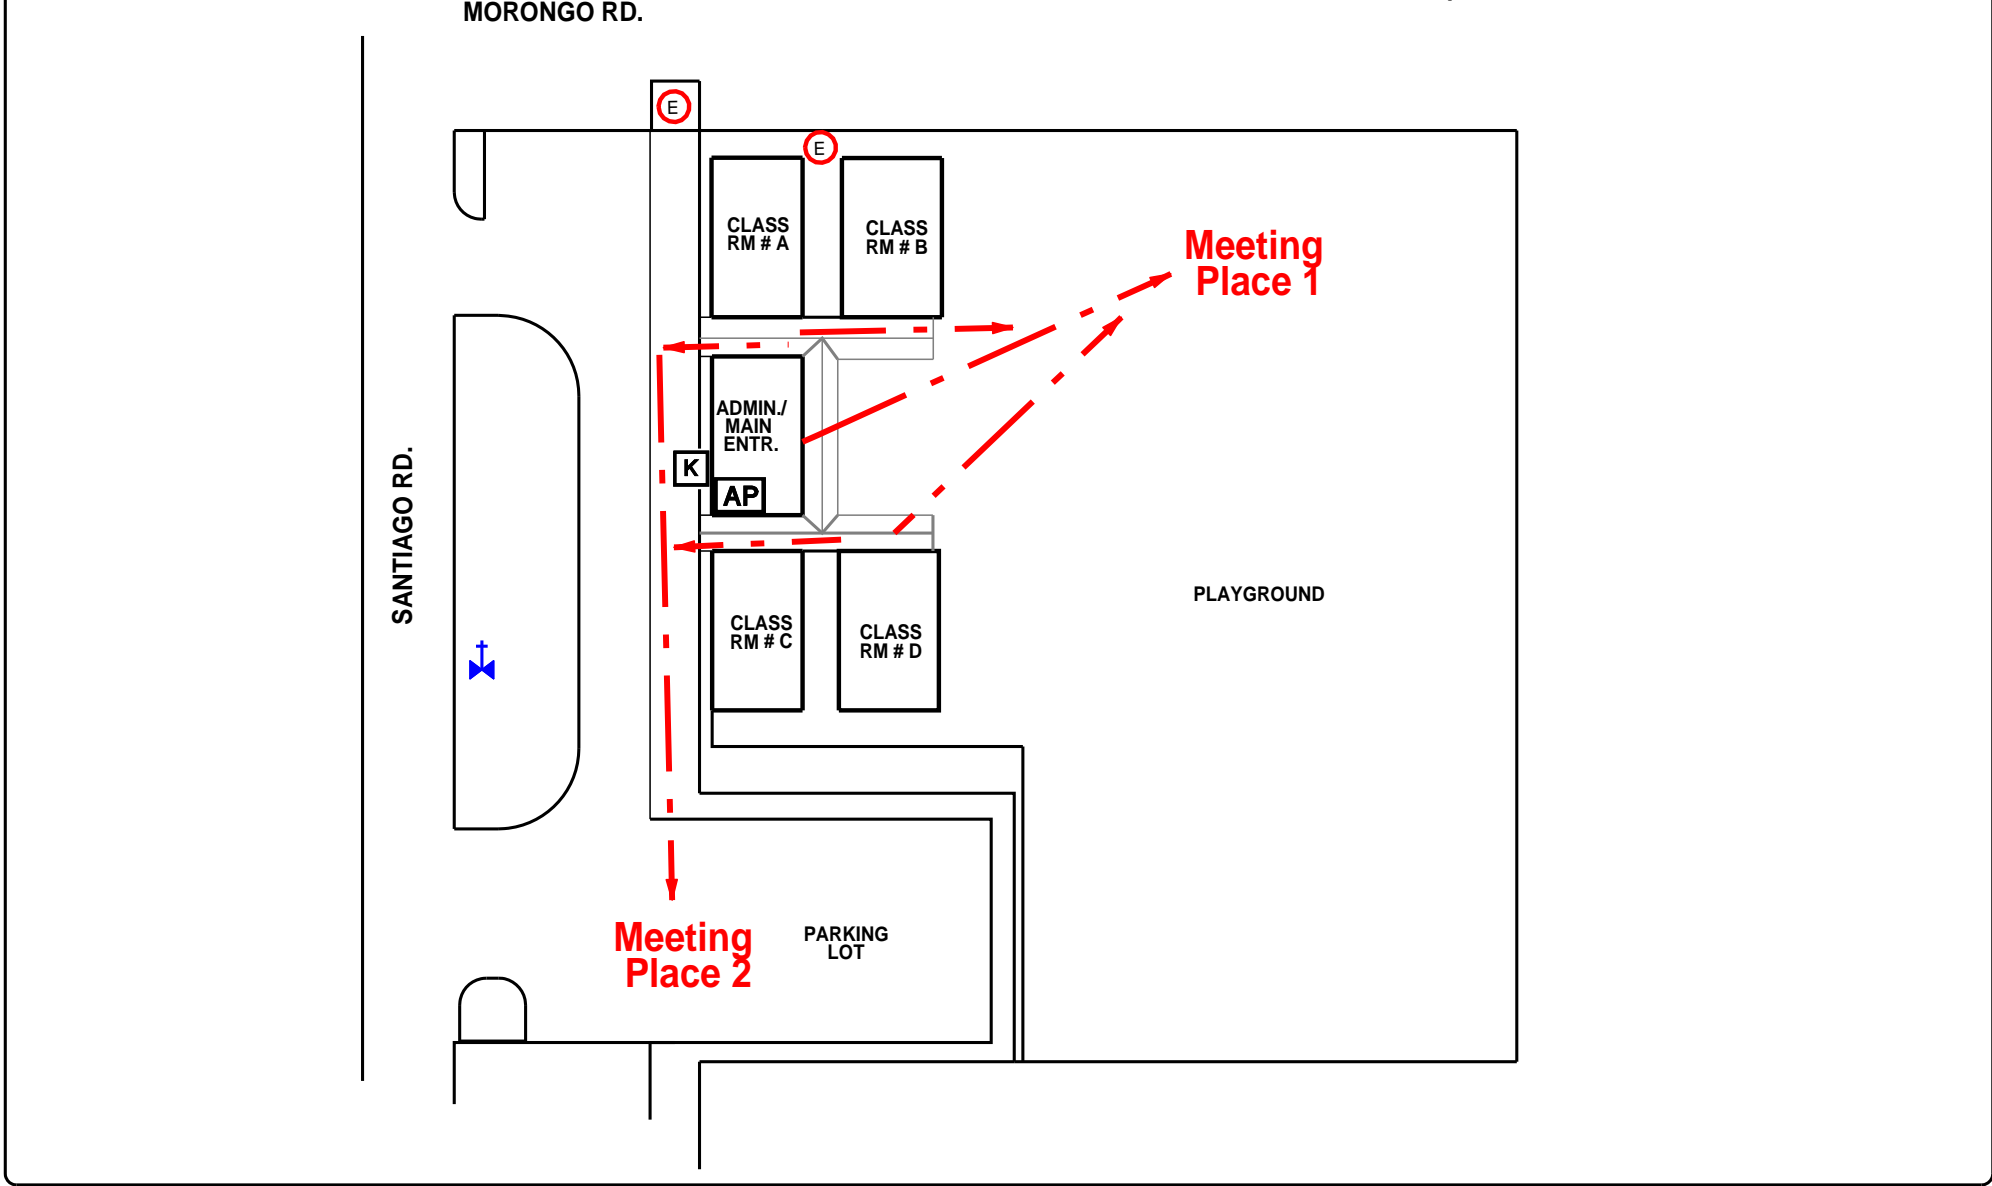 MORONGO RD.
E
E
CLASS
RM # A
CLASS
RM # B
Meeting
Place 1
ADMIN./
MAIN
ENTR.
K
AP
SANTIAGO RD.
PLAYGROUND
CLASS
RM # C
CLASS
RM # D
Meeting
Place 2
PARKING
LOT